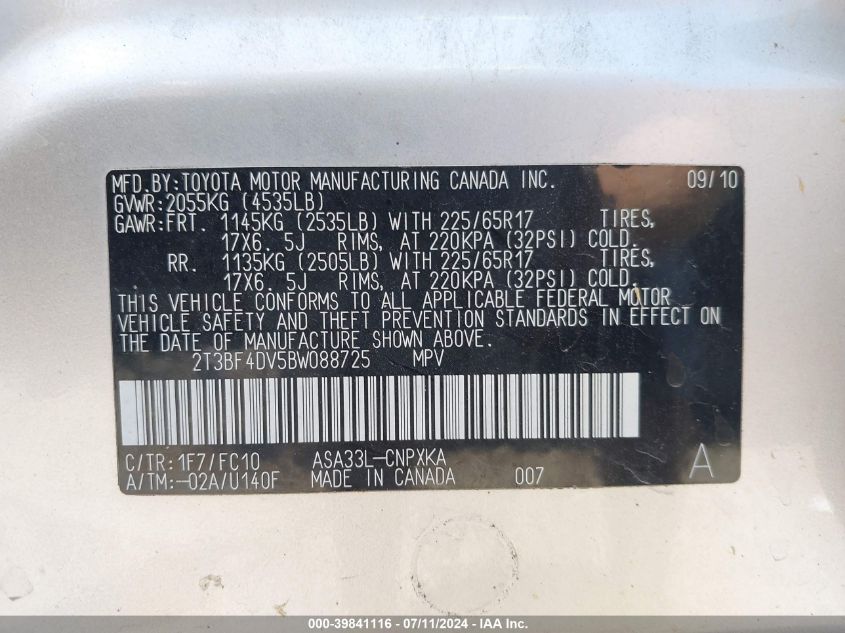 MFD.BY:TOYOTA MOTOR MANUFACTURING CANADA INC. 09/10
GVWR:2055KG (4535LB)
GAWR:FRT. 1145KG (2535LB) WITH 225/65R17 TIRES,
17X6. 5J RIMS, AT 220KPA (32PSI) COLD.
RR. 1135KG (2505LB) WITH 225/65R17 TIRES,
17X6. 5J RIMS, AT 220KPA (32PSI) COLD.
THIS VEHICLE CONFORMS TO ALL APPLICABLE FEDERAL MOTOR
VEHICLE SAFETY AND THEFT PREVENTION STANDARDS IN EFFECT ON
THE DATE OF MANUFACTURE SHOWN ABOVE.
2T3BF4DV5BW088725 MPV
C/TR:1F7/FC10 ASA33L-CNPXKA
A/TM:-02A/U140F MADE IN CANADA 007 A
000-39841116 - 07/11/2024 - IAA Inc.